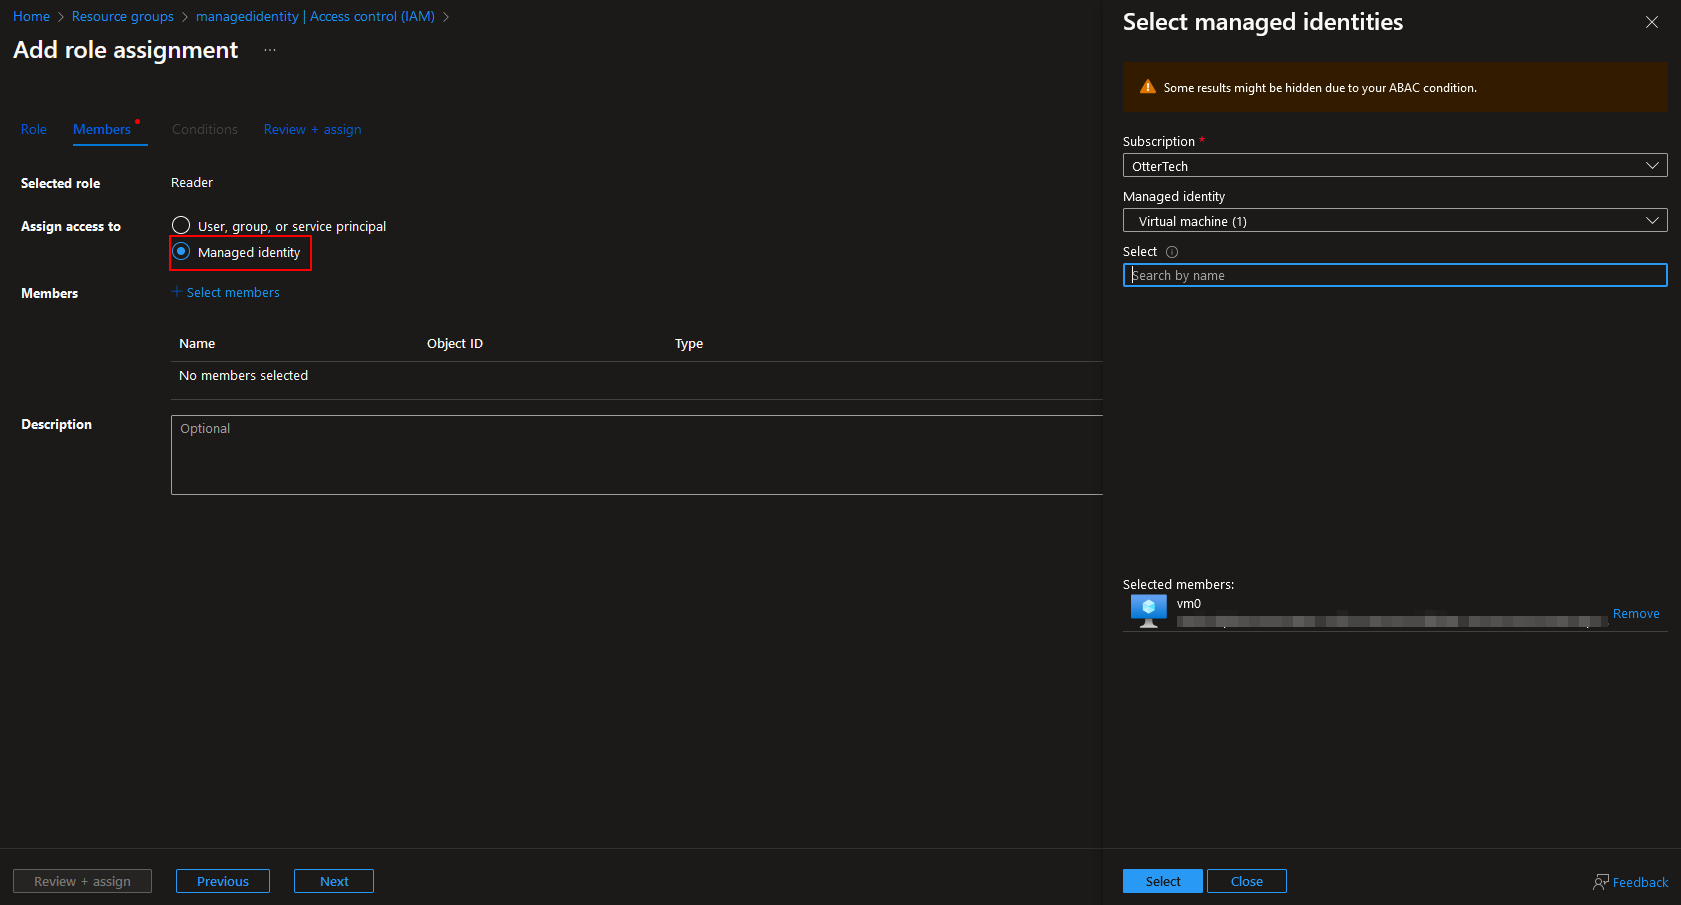 Home > Resource groups > managedidentity | Access control (IAM) >
Add role assignment ...
Role Members Conditions Review + assign
Selected role Reader
Assign access to User, group, or service principal
Managed identity
Members + Select members
Name Object ID Type
No members selected
Description Optional
Review + assign Previous Next
Select managed identities
Some results might be hidden due to your ABAC condition.
Subscription *
OtterTech
Managed identity
Virtual machine (1)
Select
Search by name
Selected members:
vm0
Remove
Select Close Feedback